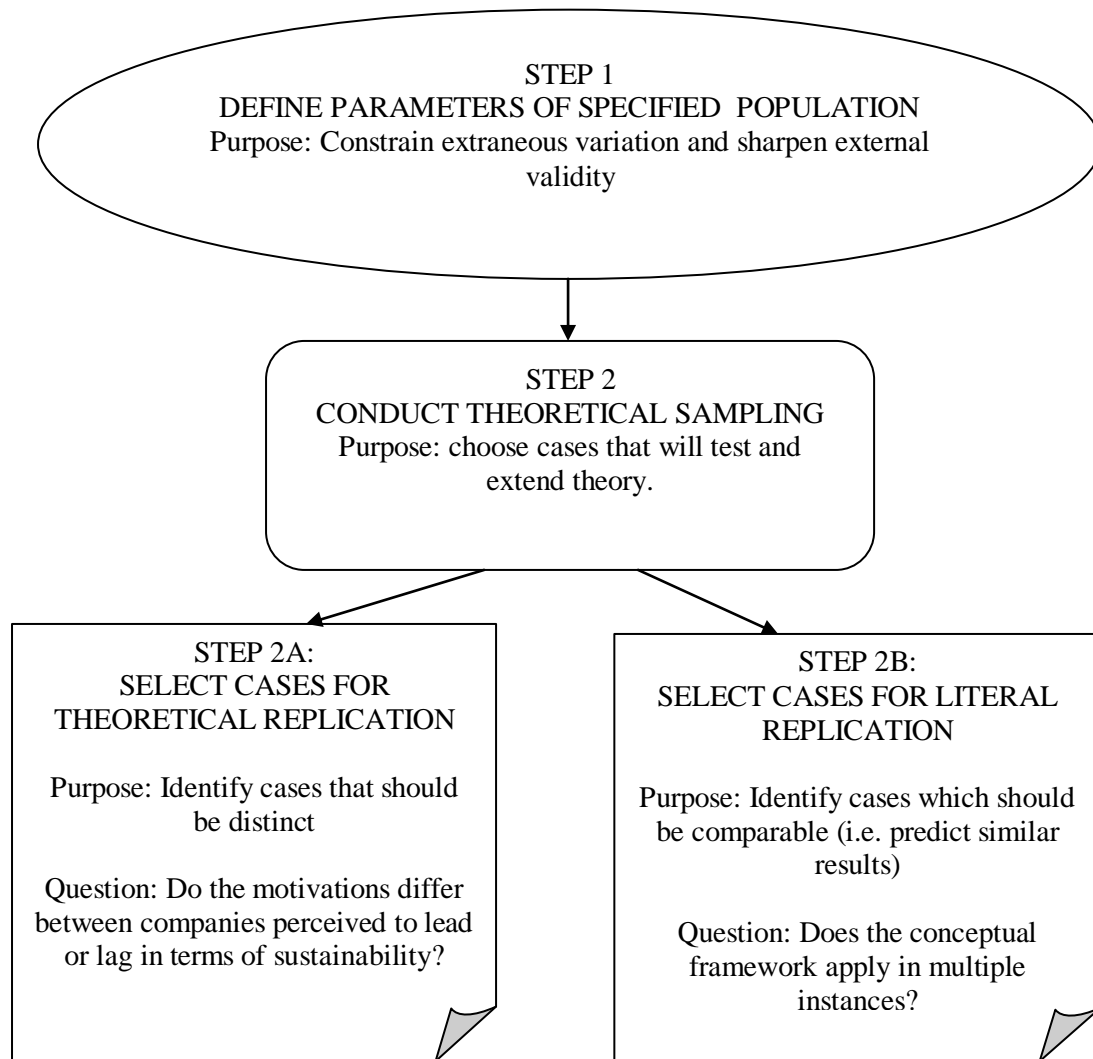 STEP 1
DEFINE PARAMETERS OF SPECIFIED POPULATION
Purpose: Constrain extraneous variation and sharpen external
validity
STEP 2
CONDUCT THEORETICAL SAMPLING
Purpose: choose cases that will test and
extend theory.
STEP 2A:
SELECT CASES FOR
THEORETICAL REPLICATION
Purpose: Identify cases that should
be distinct
Question: Do the motivations differ
between companies perceived to lead
or lag in terms of sustainability?
STEP 2B:
SELECT CASES FOR LITERAL
REPLICATION
Purpose: Identify cases which should
be comparable (i.e. predict similar
results)
Question: Does the conceptual
framework apply in multiple
instances?